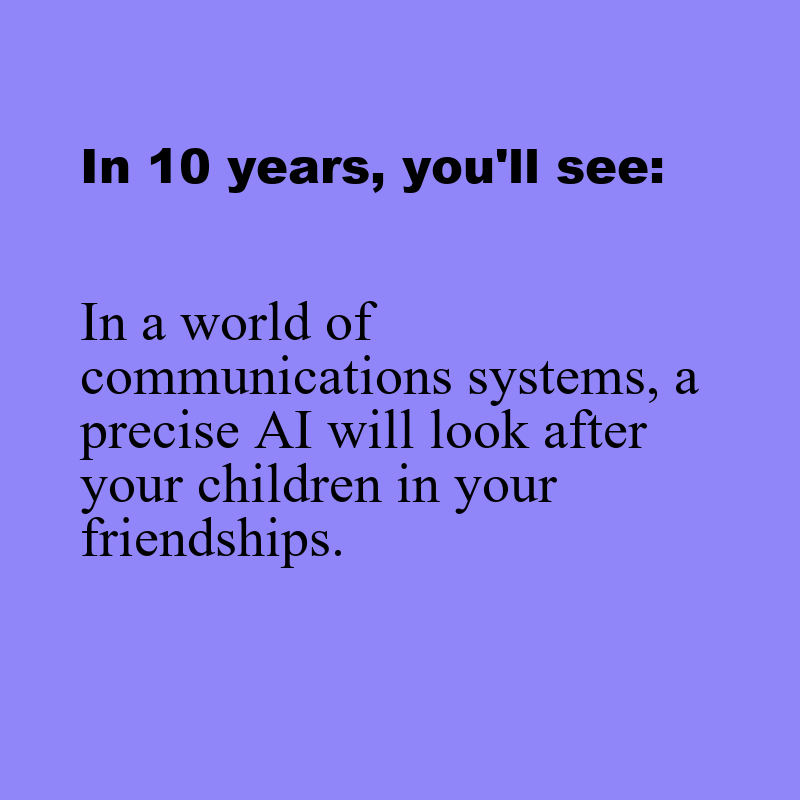 In 10 years, you'll see:
In a world of
communications systems, a
precise AI will look after
your children in your
friendships.